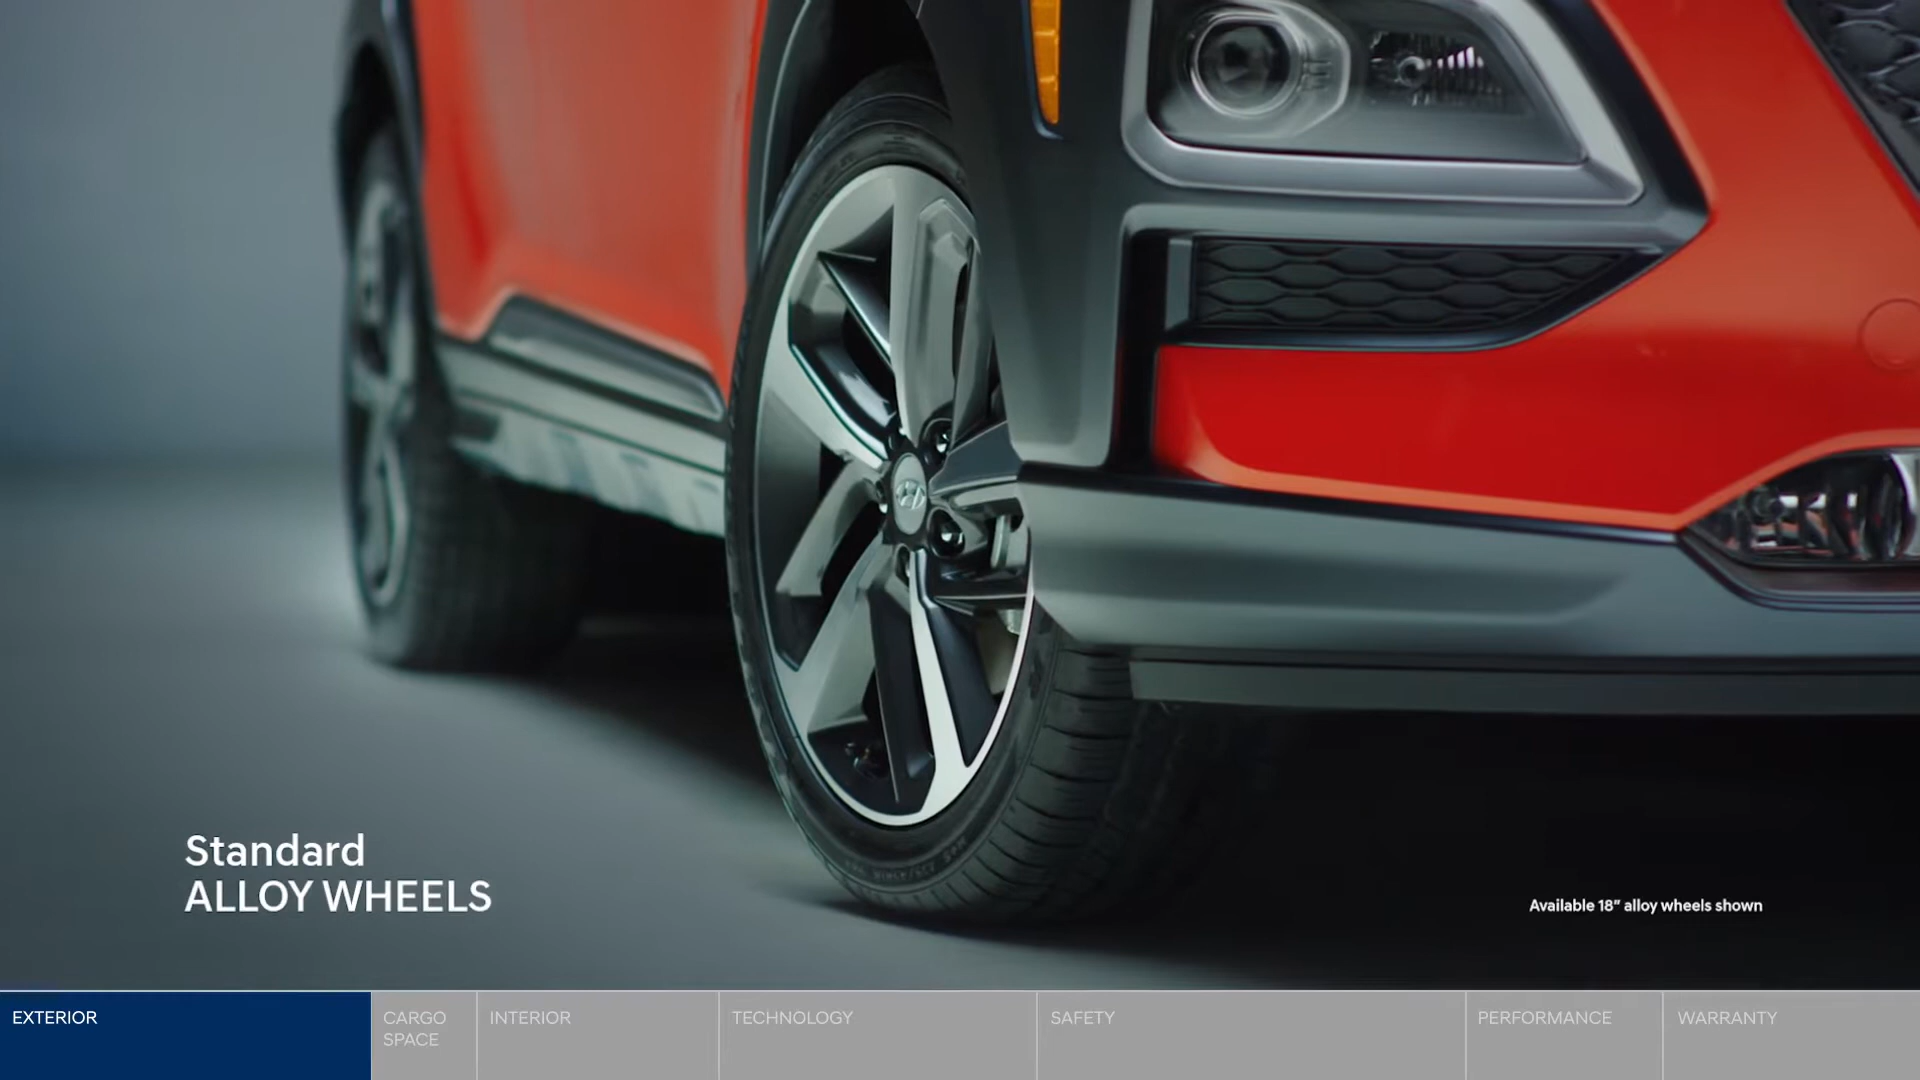 Standard
ALLOY WHEELS
Available 18" alloy wheels shown
EXTERIOR
CARGO
SPACE
INTERIOR
TECHNOLOGY
SAFETY
PERFORMANCE
WARRANTY